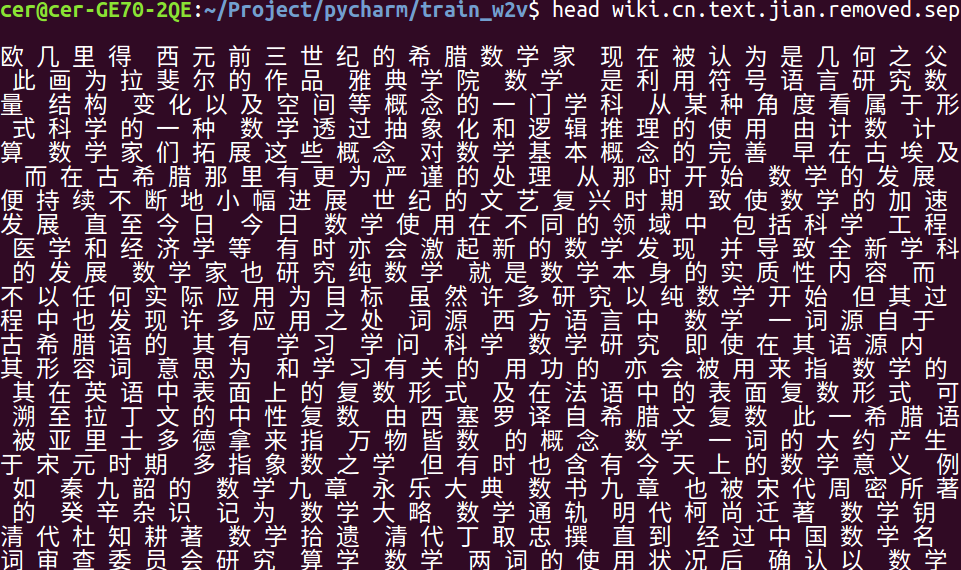 cer@cer-GE70-2QE:~/Project/pycharm/train_w2v$ head wiki.cn.text.jian.removed.sep
欧 几 里 得  西 元 前 三 世 纪 的 希 腊 数 学 家  现 在 被 认 为 是 几 何 之 父
此 画 为 拉 斐 尔 的 作 品  雅 典 学 院  数 学  是 利 用 符 号 语 言 研 究 数
量  结 构  变 化 以 及 空 间 等 概 念 的 一 门 学 科  从 某 种 角 度 看 属 于 形
式 科 学 的 一 种  数 学 透 过 抽 象 化 和 逻 辑 推 理 的 使 用  由 计 数  计
算  数 学 家 们 拓 展 这 些 概 念  对 数 学 基 本 概 念 的 完 善  早 在 古 埃 及
而 在 古 希 腊 那 里 有 更 为 严 谨 的 处 理  从 那 时 开 始  数 学 的 发 展
便 持 续 不 断 地 小 幅 进 展  世 纪 的 文 艺 复 兴 时 期  致 使 数 学 的 加 速
发 展  直 至 今 日  今 日  数 学 使 用 在 不 同 的 领 域 中  包 括 科 学  工 程
医 学 和 经 济 学 等  有 时 亦 会 激 起 新 的 数 学 发 现  并 导 致 全 新 学 科
的 发 展  数 学 家 也 研 究 纯 数 学  就 是 数 学 本 身 的 实 质 性 内 容  而
不 以 任 何 实 际 应 用 为 目 标  虽 然 许 多 研 究 以 纯 数 学 开 始  但 其 过
程 中 也 发 现 许 多 应 用 之 处  词 源  西 方 语 言 中  数 学  一 词 源 自 于
古 希 腊 语 的  其 有  学 习  学 问  科 学  数 学 研 究  即 使 在 其 语 源 内
其 形 容 词  意 思 为  和 学 习 有 关 的  用 功 的  亦 会 被 用 来 指  数 学 的
其 在 英 语 中 表 面 上 的 复 数 形 式  及 在 法 语 中 的 表 面 复 数 形 式  可
溯 至 拉 丁 文 的 中 性 复 数  由 西 塞 罗 译 自 希 腊 文 复 数  此 一 希 腊 语
被 亚 里 士 多 德 拿 来 指  万 物 皆 数  的 概 念  数 学  一 词 的 大 约 产 生
于 宋 元 时 期  多 指 象 数 之 学  但 有 时 也 含 有 今 天 上 的 数 学 意 义  例
如  秦 九 韶 的  数 学 九 章  永 乐 大 典  数 书 九 章  也 被 宋 代 周 密 所 著
的  癸 辛 杂 识  记 为  数 学 大 略  数 学 通 轨  明 代 柯 尚 迁 著  数 学 钥
清 代 杜 知 耕 著  数 学 拾 遗  清 代 丁 取 忠 撰  直 到  经 过 中 国 数 学 名
词 审 查 委 员 会 研 究  算 学  数 学  两 词 的 使 用 状 况 后  确 认 以  数 学